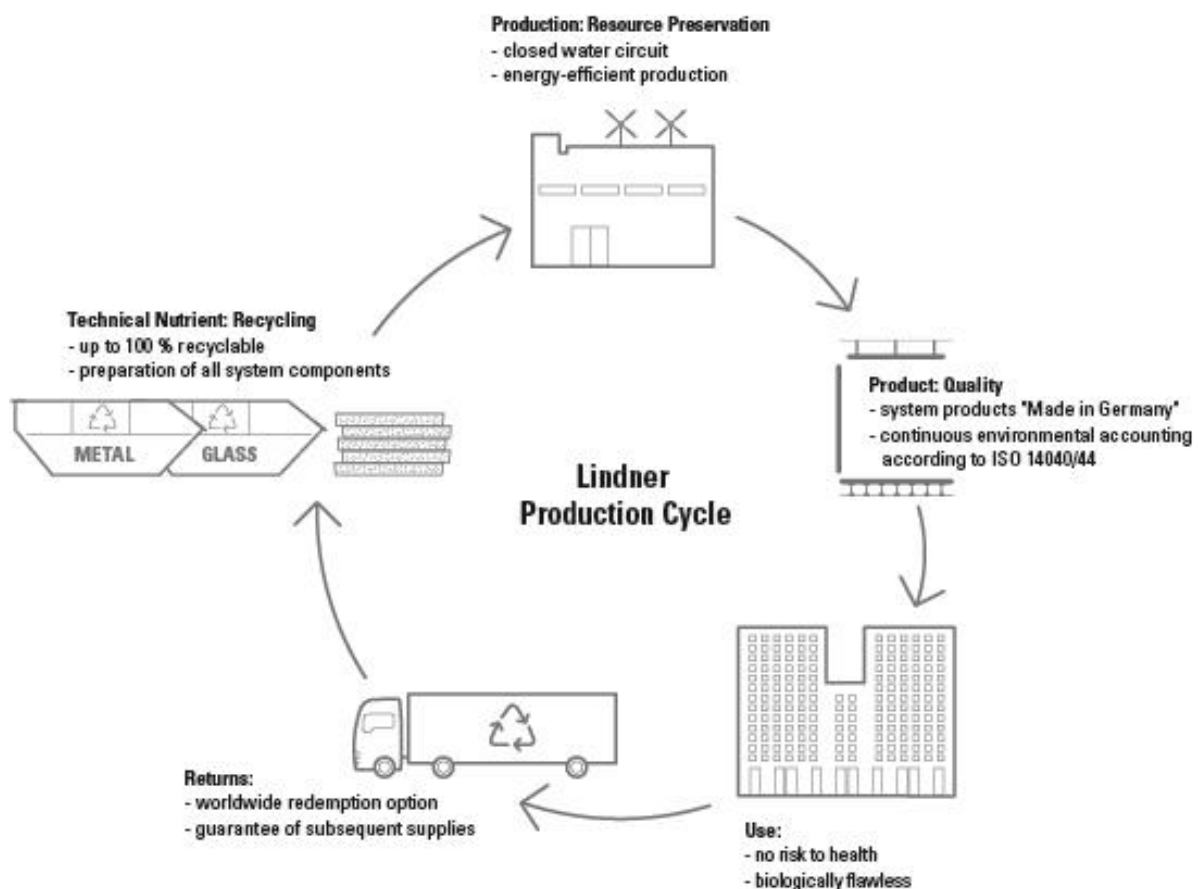 Production: Resource Preservation
- closed water circuit
- energy-efficient production
Technical Nutrient: Recycling
- up to 100 % recyclable
- preparation of all system components
METAL
GLASS
Product: Quality
- system products "Made in Germany"
- continuous environmental accounting
according to ISO 14040/44
Lindner
Production Cycle
Returns:
- worldwide redemption option
- guarantee of subsequent supplies
Use:
- no risk to health
- biologically flawless